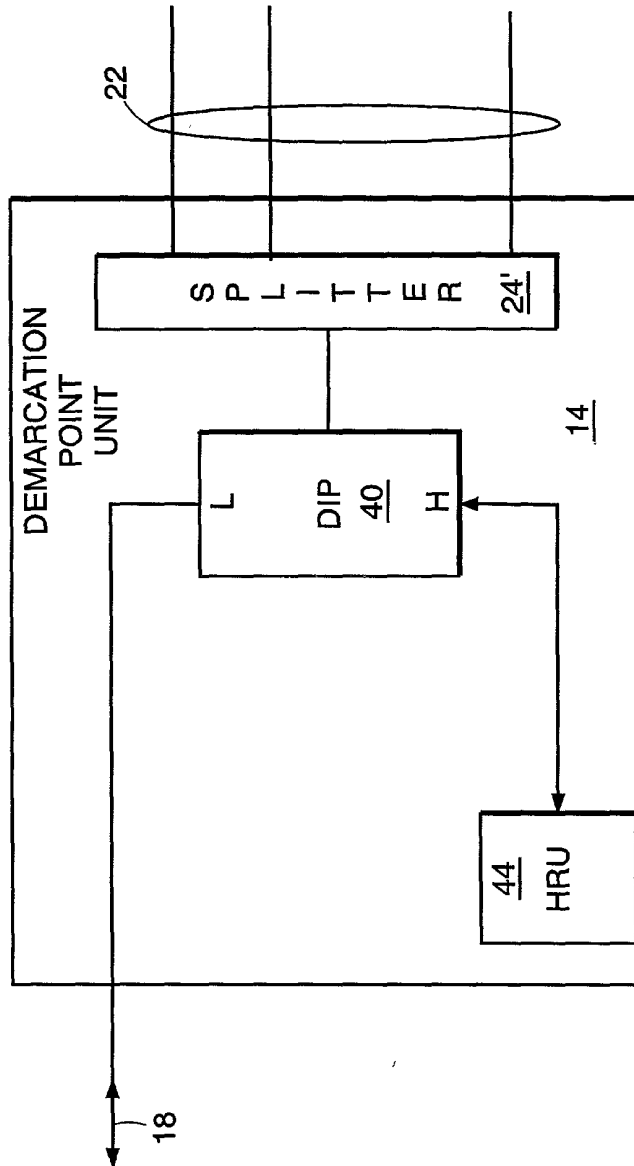 22
DEMARCATION
POINT
UNIT
SPLITTER
24'
L
DIP
40
H
14
44
HRU
18